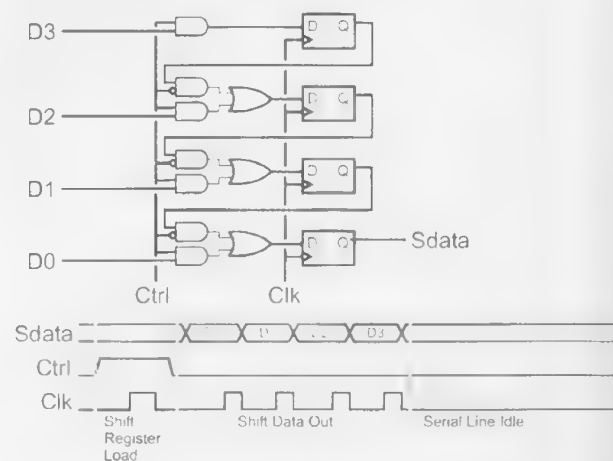 D3
D Q
D2
D Q
D1
D Q
D0
D Q
Sdata
Ctrl
Clk
Sdata
D3
Ctrl
Clk
Shift
Register
Load
Shift Data Out
Serial Line Idle